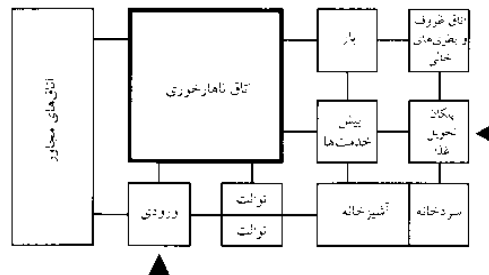 اتاق ظروف
و بطری‌های
خالی
بار
اتاق ناهارخوری
اتاق‌های مجاور
پیش
خدمت‌ها
مکان
تحویل
غذا
ورودی
توالت
توالت
آشپزخانه
سردخانه